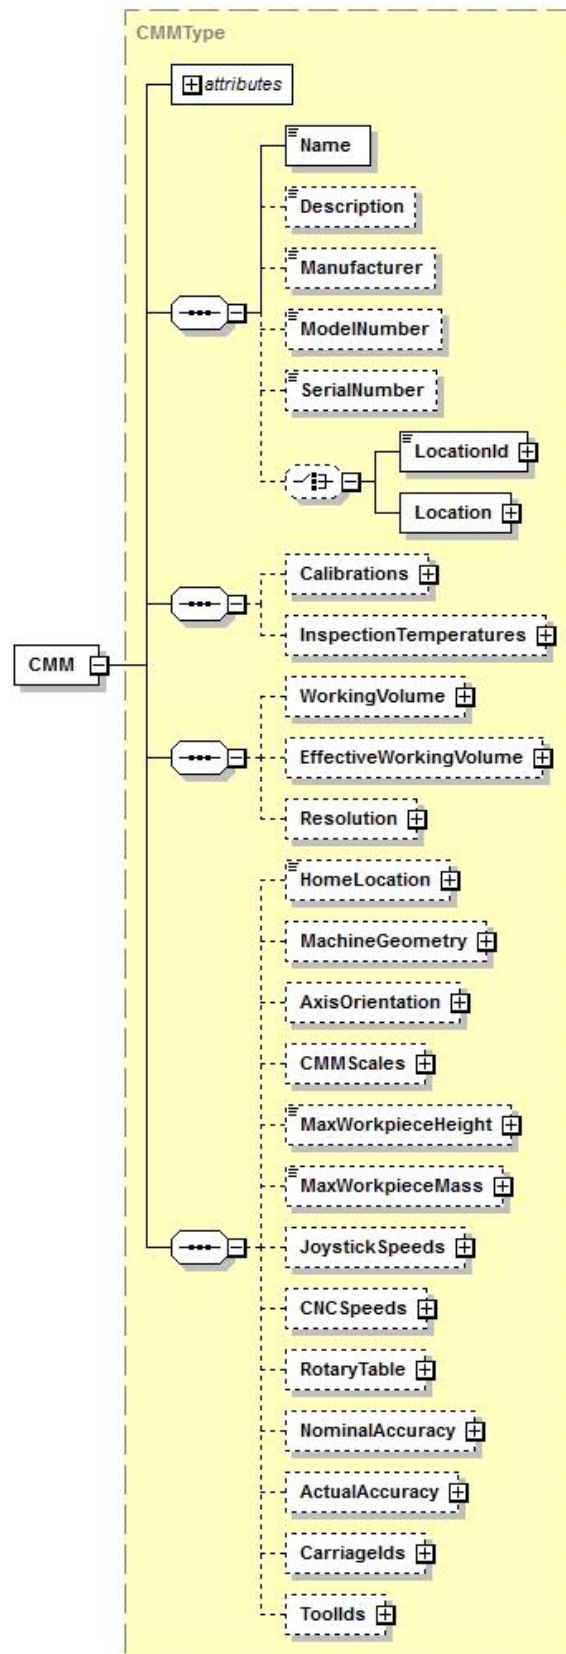 CMMType
attributes
Name
Description
Manufacturer
ModelNumber
SerialNumber
LocationId
Location
Calibrations
InspectionTemperatures
CMM
WorkingVolume
EffectiveWorkingVolume
Resolution
HomeLocation
MachineGeometry
AxisOrientation
CMMScales
MaxWorkpieceHeight
MaxWorkpieceMass
JoystickSpeeds
CNCSpeeds
RotaryTable
NominalAccuracy
ActualAccuracy
CarriageIds
ToolIds